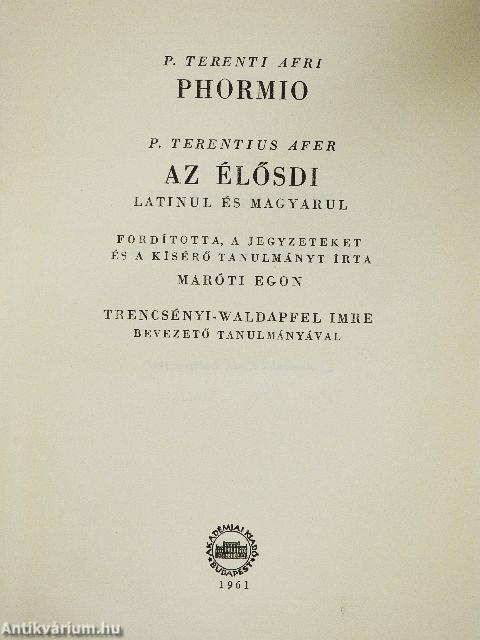 P. TERENTI AFRI
PHORMIO
P. TERENTIUS AFER
AZ ÉLŐSDI
LATINUL ÉS MAGYARUL
FORDÍTOTTA, A JEGYZETEKET
ÉS A KÍSÉRŐ TANULMÁNYT ÍRTA
MARÓTI EGON
TRENCSÉNYI-WALDAPFEL IMRE
BEVEZETŐ TANULMÁNYÁVAL
AKADÉMIAI KIADÓ
BUDAPEST
1961
Antikvárium.hu